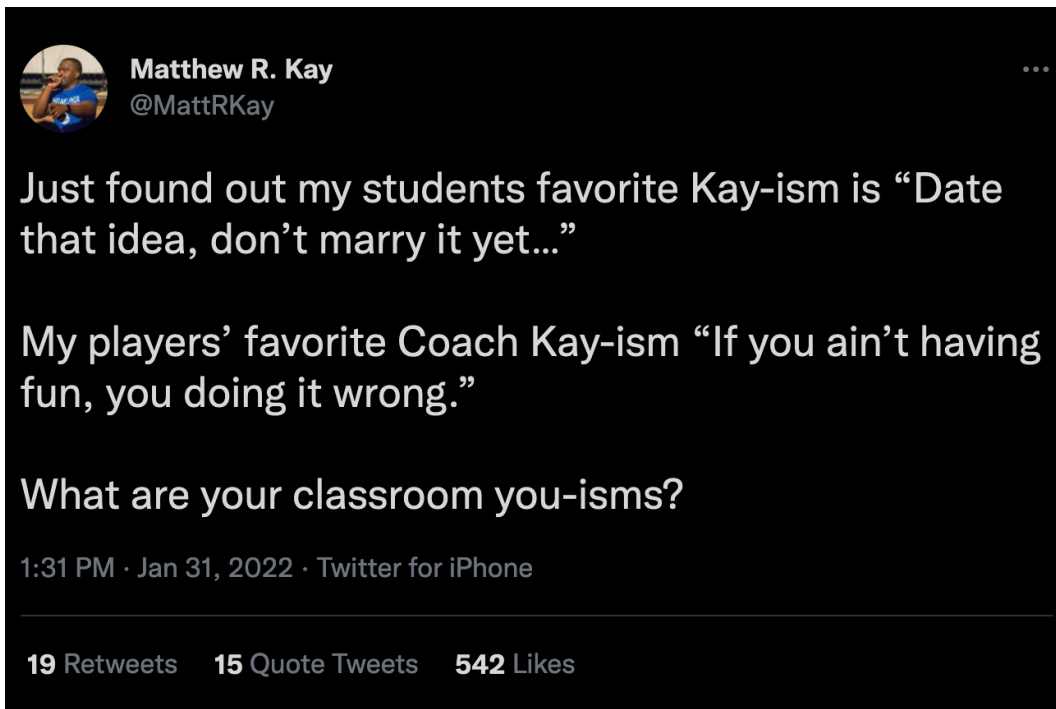 Matthew R. Kay
@MattRKay
Just found out my students favorite Kay-ism is “Date
that idea, don’t marry it yet...”
My players’ favorite Coach Kay-ism “If you ain’t having
fun, you doing it wrong.”
What are your classroom you-isms?
1:31 PM · Jan 31, 2022 · Twitter for iPhone
19 Retweets 15 Quote Tweets 542 Likes